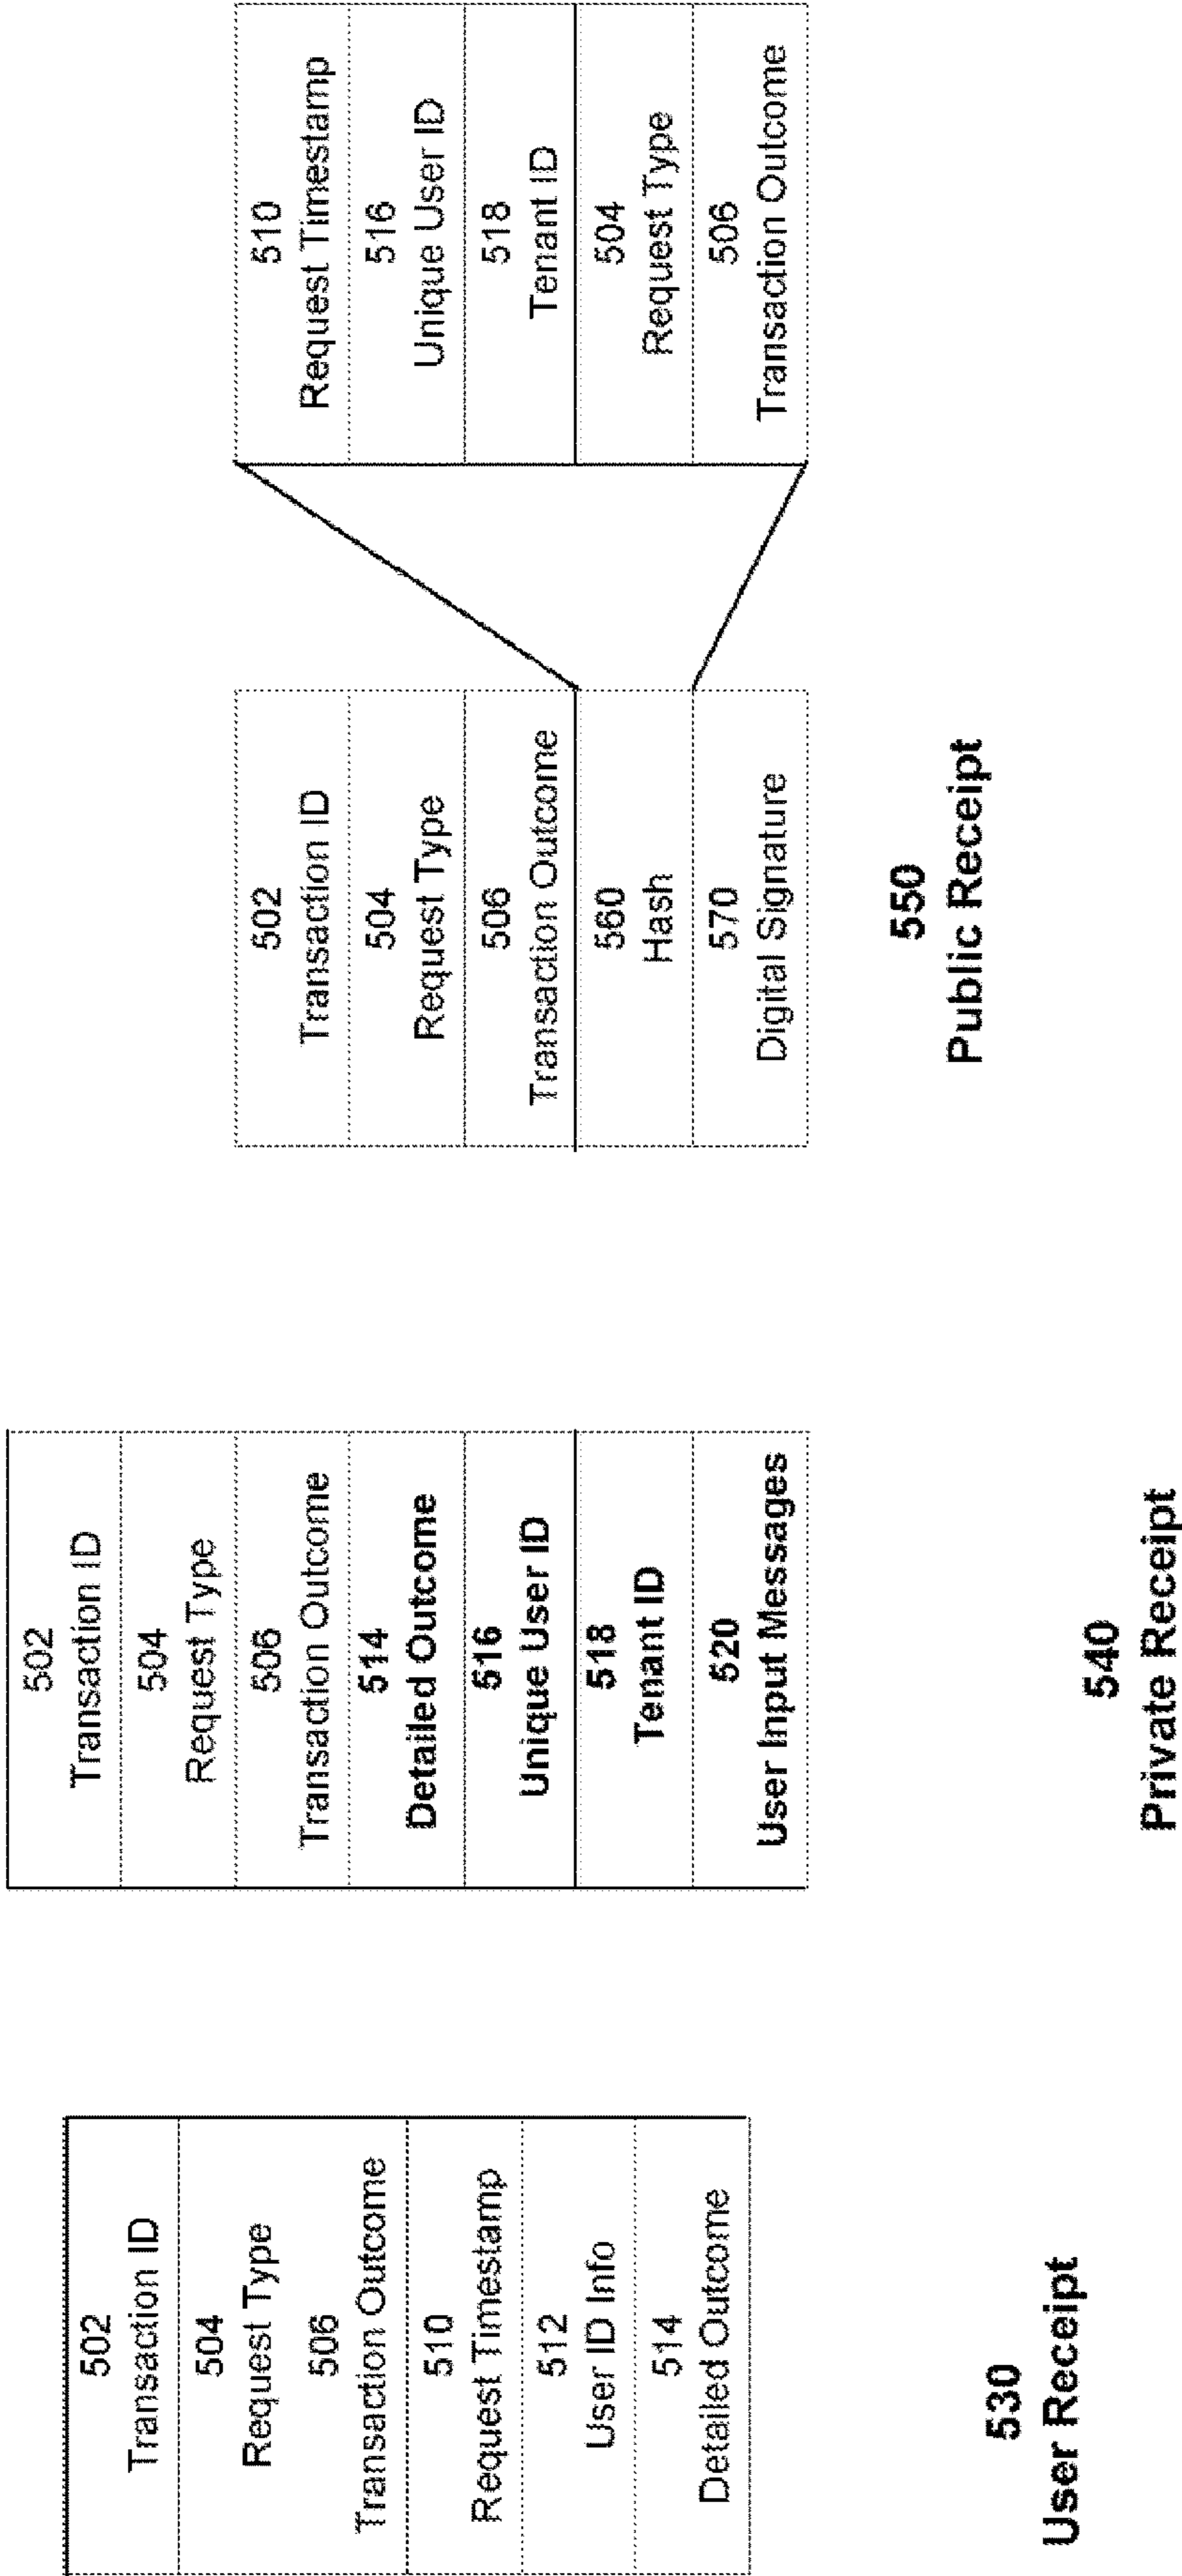 502
Transaction ID
504
Request Type
506
Transaction Outcome
510
Request Timestamp
512
User ID Info
514
Detailed Outcome
530
User Receipt
502
Transaction ID
504
Request Type
506
Transaction Outcome
514
Detailed Outcome
516
Unique User ID
518
Tenant ID
520
User Input Messages
540
Private Receipt
502
Transaction ID
504
Request Type
506
Transaction Outcome
560
Hash
570
Digital Signature
550
Public Receipt
510
Request Timestamp
516
Unique User ID
518
Tenant ID
504
Request Type
506
Transaction Outcome